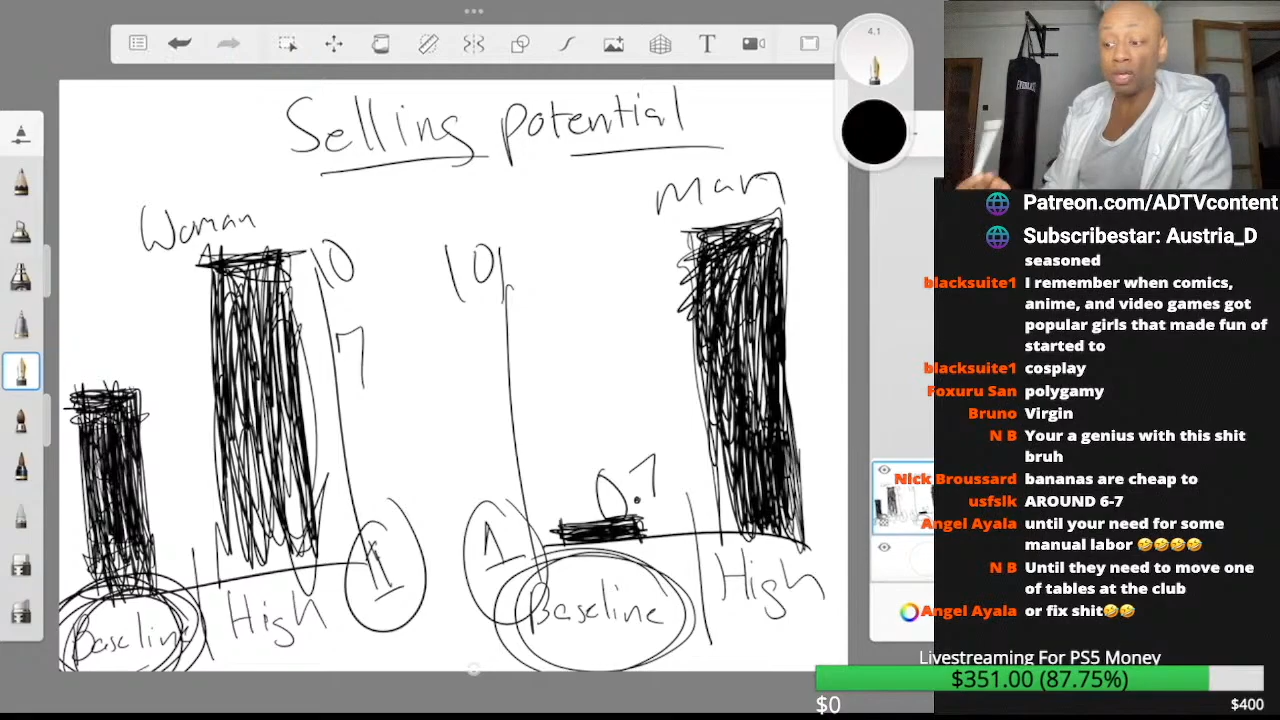 Selling potential
Woman
Man
10
10
7
0.7
1
1
Baseline
High
Baseline
High
4.1
T
EVERLAST
Patreon.com/ADTVcontent
Subscribestar: Austria_D
seasoned
blacksuite1 I remember when comics,
anime, and video games got
popular girls that made fun of
started to
blacksuite1 cosplay
Foxuru San polygamy
Bruno Virgin
N B Your a genius with this shit
bruh
Nick Broussard bananas are cheap to
usfslk AROUND 6-7
Angel Ayala until your need for some
manual labor 🤣🤣🤣🤣
N B Until they need to move one
of tables at the club
Angel Ayala or fix shit🤣🤣
Livestreaming For PS5 Money
$351.00 (87.75%)
$0
$400